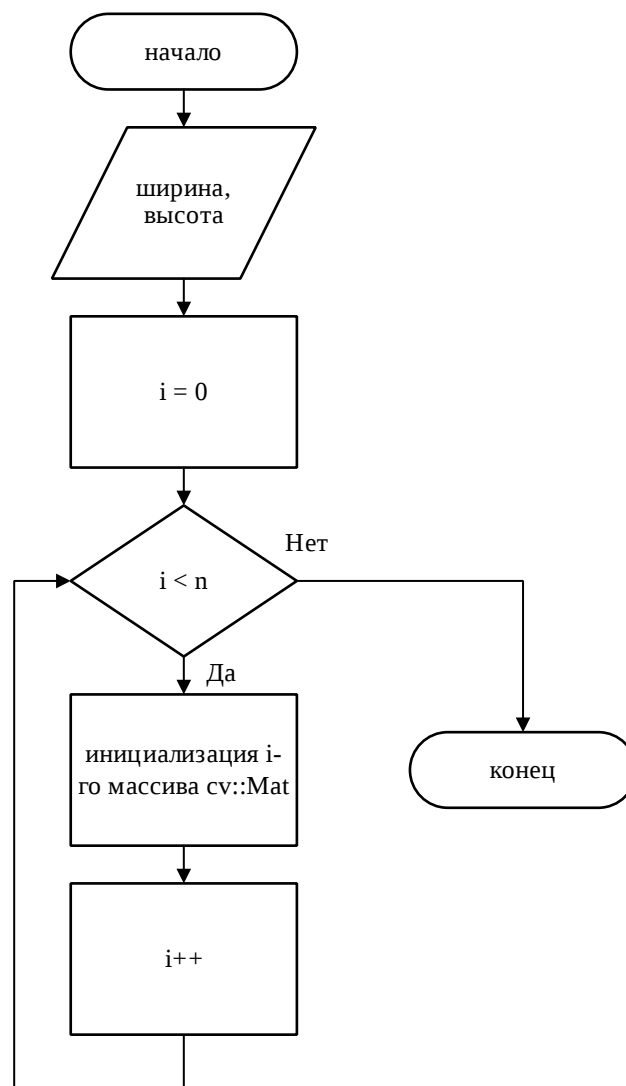 начало
ширина,
высота
i = 0
Нет
i < n
Да
инициализация i-
го массива cv::Mat
конец
i++